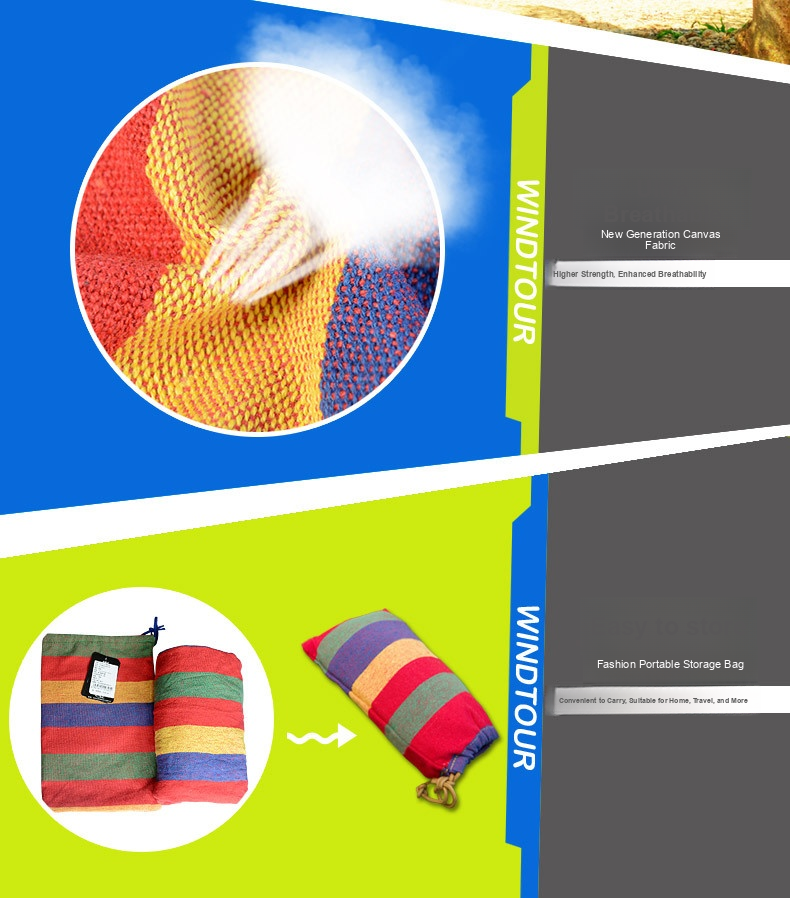 WINDTOUR
New Generation Canvas
Fabric
Higher Strength, Enhanced Breathability
WINDTOUR
Fashion Portable Storage Bag
Convenient to Carry, Suitable for Home, Travel, and More